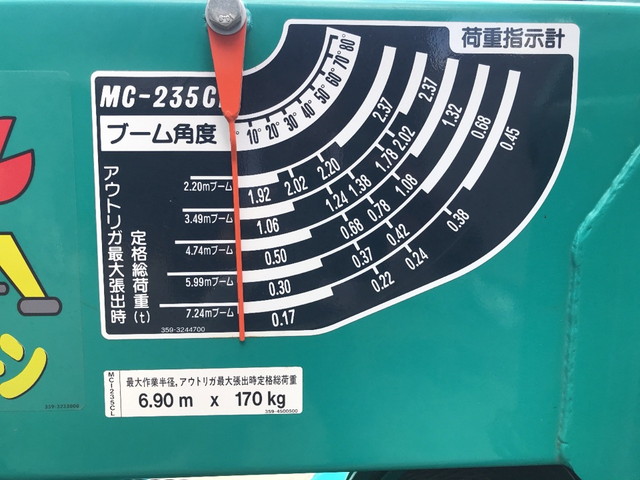 荷重指示計
MC-235C
ブーム角度
10° 20° 30° 40° 50° 60° 70° 80°
アウトリガ最大張出時
定格総荷重(t)
2.20mブーム 1.92 2.02 2.20 2.37
3.49mブーム 1.06 1.24 1.38 1.78 2.02 2.37
4.74mブーム 0.50 0.68 0.78 1.08 1.32
5.99mブーム 0.30 0.37 0.42 0.68
7.24mブーム 0.17 0.22 0.24 0.38 0.45
359-3244700
ン
MC235CL
最大作業半径,アウトリガ最大張出時定格総荷重
6.90 m x 170 kg
359-4500500